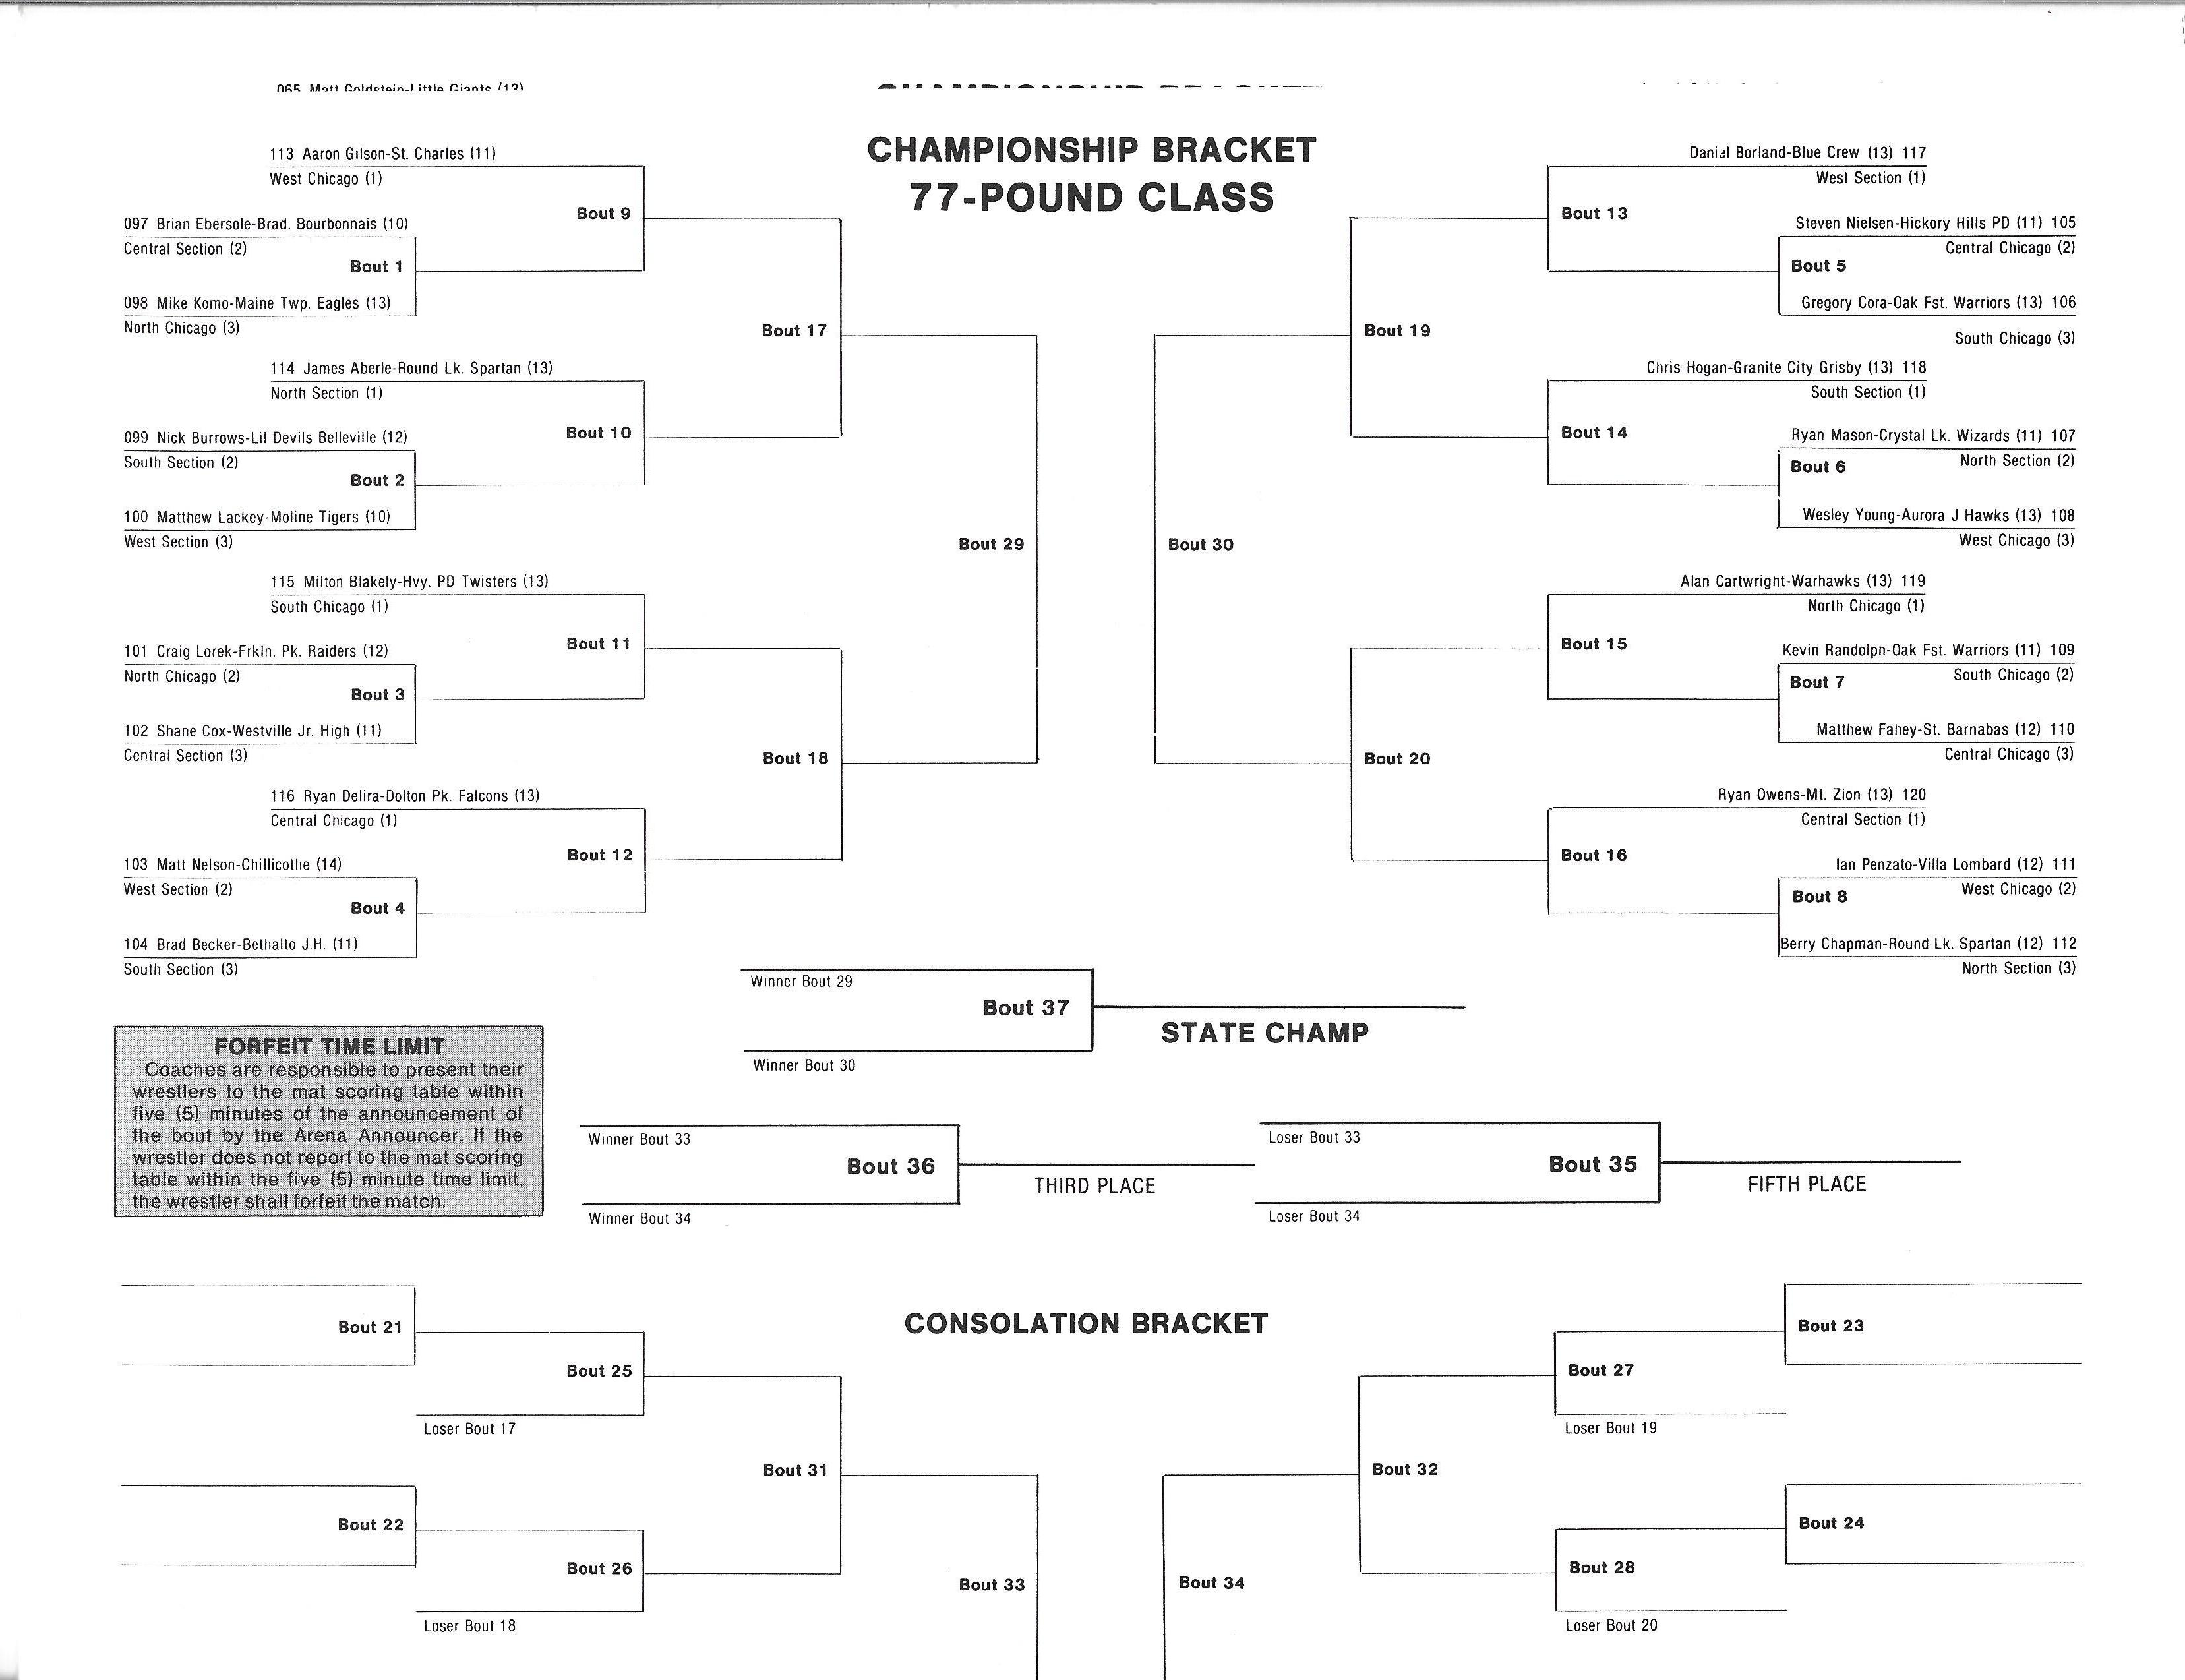 065 Matt Goldstein-Little Giants (13)
CHAMPIONSHIP BRACKET
CHAMPIONSHIP BRACKET
77-POUND CLASS
113 Aaron Gilson-St. Charles (11)
West Chicago (1)
Bout 9
097 Brian Ebersole-Brad. Bourbonnais (10)
Central Section (2)
Bout 1
098 Mike Komo-Maine Twp. Eagles (13)
North Chicago (3)
Bout 17
114 James Aberle-Round Lk. Spartan (13)
North Section (1)
Bout 10
099 Nick Burrows-Lil Devils Belleville (12)
South Section (2)
Bout 2
100 Matthew Lackey-Moline Tigers (10)
West Section (3)
Bout 29
115 Milton Blakely-Hvy. PD Twisters (13)
South Chicago (1)
Bout 11
101 Craig Lorek-Frkln. Pk. Raiders (12)
North Chicago (2)
Bout 3
102 Shane Cox-Westville Jr. High (11)
Central Section (3)
Bout 18
116 Ryan Delira-Dolton Pk. Falcons (13)
Central Chicago (1)
Bout 12
103 Matt Nelson-Chillicothe (14)
West Section (2)
Bout 4
104 Brad Becker-Bethalto J.H. (11)
South Section (3)
Daniel Borland-Blue Crew (13) 117
West Section (1)
Bout 13
Steven Nielsen-Hickory Hills PD (11) 105
Central Chicago (2)
Bout 5
Gregory Cora-Oak Fst. Warriors (13) 106
South Chicago (3)
Bout 19
Chris Hogan-Granite City Grisby (13) 118
South Section (1)
Bout 14
Ryan Mason-Crystal Lk. Wizards (11) 107
North Section (2)
Bout 6
Wesley Young-Aurora J Hawks (13) 108
West Chicago (3)
Bout 30
Alan Cartwright-Warhawks (13) 119
North Chicago (1)
Bout 15
Kevin Randolph-Oak Fst. Warriors (11) 109
South Chicago (2)
Bout 7
Matthew Fahey-St. Barnabas (12) 110
Central Chicago (3)
Bout 20
Ryan Owens-Mt. Zion (13) 120
Central Section (1)
Bout 16
Ian Penzato-Villa Lombard (12) 111
West Chicago (2)
Bout 8
Berry Chapman-Round Lk. Spartan (12) 112
North Section (3)
Winner Bout 29
Bout 37
STATE CHAMP
Winner Bout 30
FORFEIT TIME LIMIT
Coaches are responsible to present their
wrestlers to the mat scoring table within
five (5) minutes of the announcement of
the bout by the Arena Announcer. If the
wrestler does not report to the mat scoring
table within the five (5) minute time limit,
the wrestler shall forfeit the match.
Winner Bout 33
Bout 36
THIRD PLACE
Winner Bout 34
Loser Bout 33
Bout 35
FIFTH PLACE
Loser Bout 34
CONSOLATION BRACKET
Bout 21
Bout 25
Loser Bout 17
Bout 31
Bout 22
Bout 26
Loser Bout 18
Bout 33
Bout 23
Bout 27
Loser Bout 19
Bout 32
Bout 24
Bout 28
Loser Bout 20
Bout 34